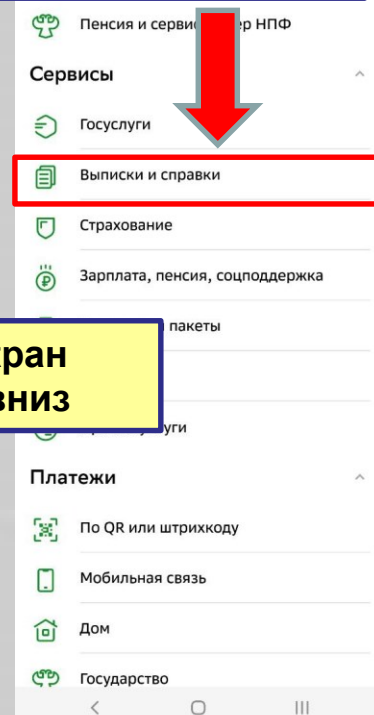 Пенсия и НПФ
Сервисы
Госуслуги
Выписки и справки
Страхование
Зарплата, пенсия, соцподдержка
пакеты
вниз
Платежи
По QR или штрихкоду
Мобильная связь
Дом
Государство